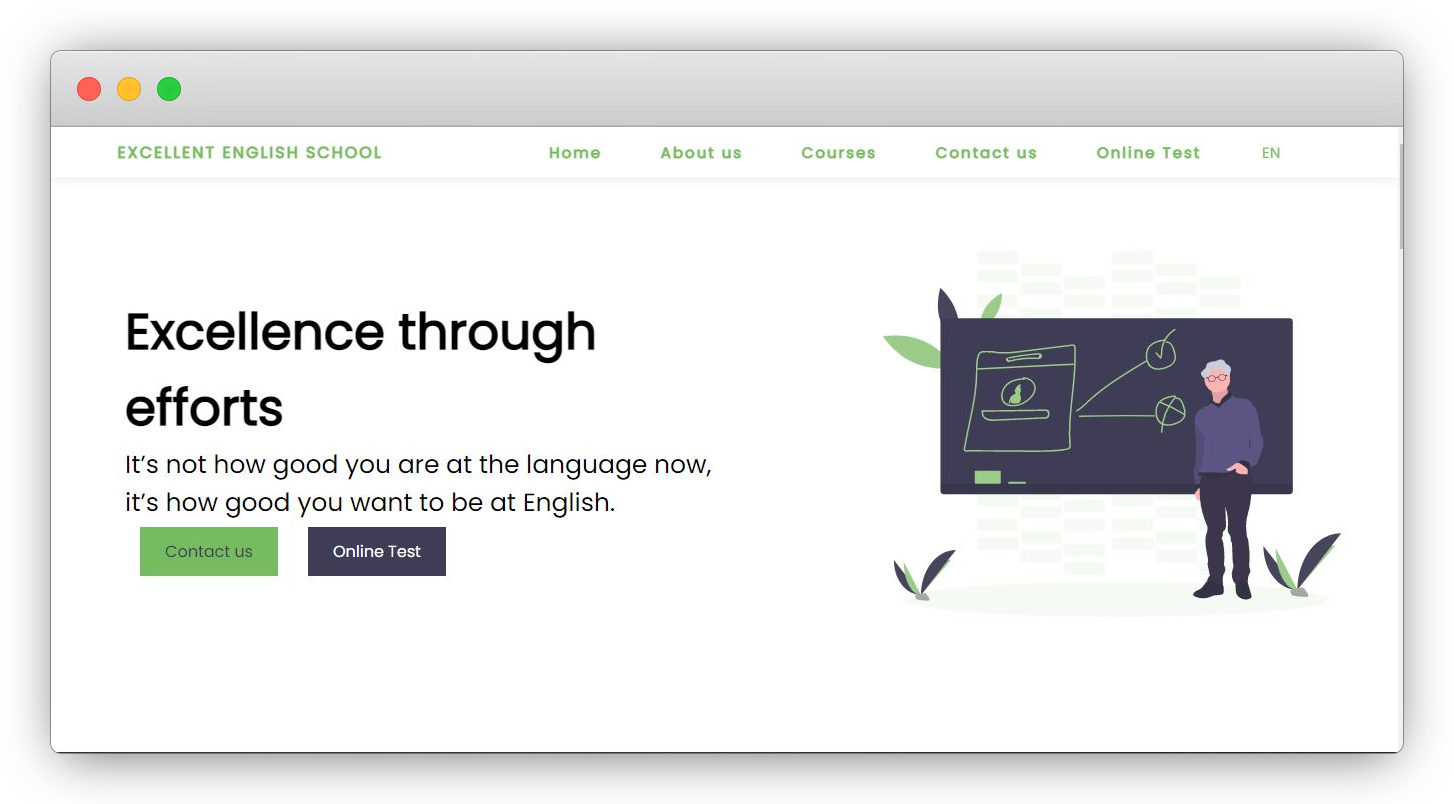 EXCELLENT ENGLISH SCHOOL
Home
About us
Courses
Contact us
Online Test
EN
Excellence through
efforts
It’s not how good you are at the language now,
it’s how good you want to be at English.
Contact us
Online Test